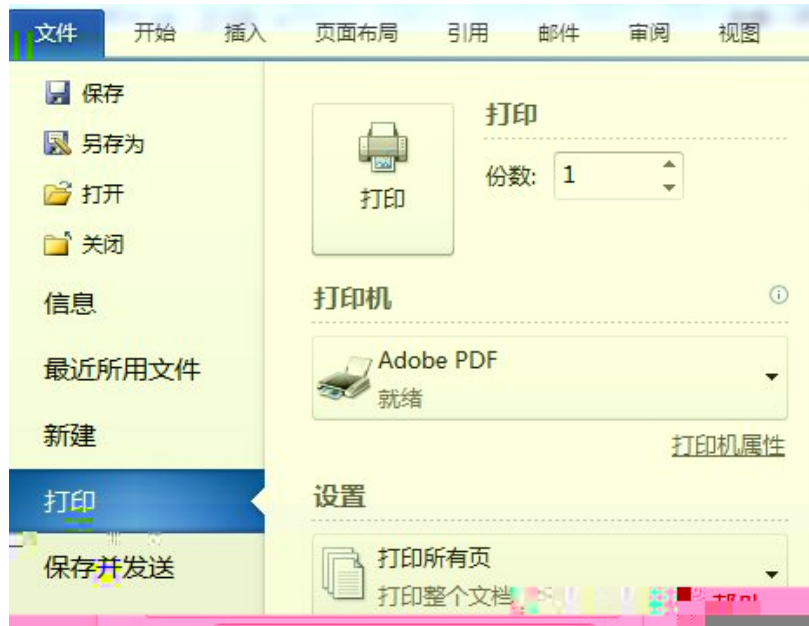 文件 开始 插入 页面布局 引用 邮件 审阅 视图
保存
另存为
打开
关闭
信息
最近所用文件
新建
打印
保存并发送
打印
打印
份数: 1
打印机
Adobe PDF
就绪
打印机属性
设置
打印所有页
打印整个文档